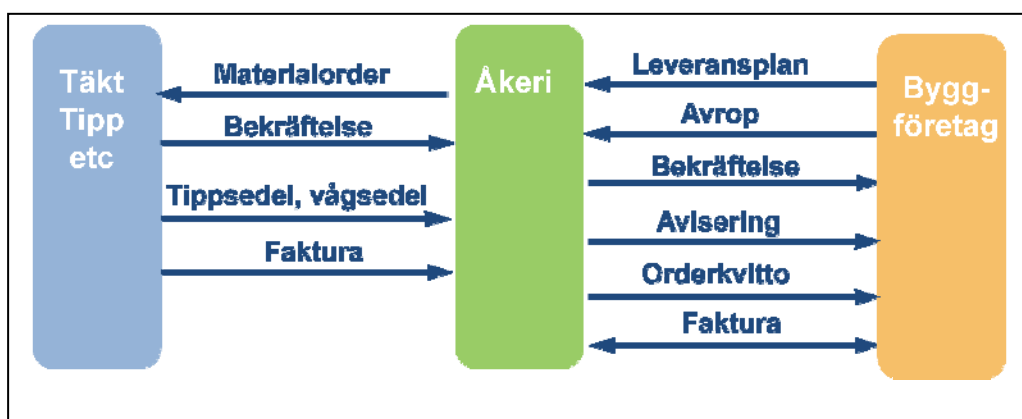 Täkt
Tipp
etc
Materialorder
Bekräftelse
Tippsedel, vågsedel
Faktura
Åkeri
Leveransplan
Avrop
Bekräftelse
Avisering
Orderkvitto
Faktura
Bygg-
företag